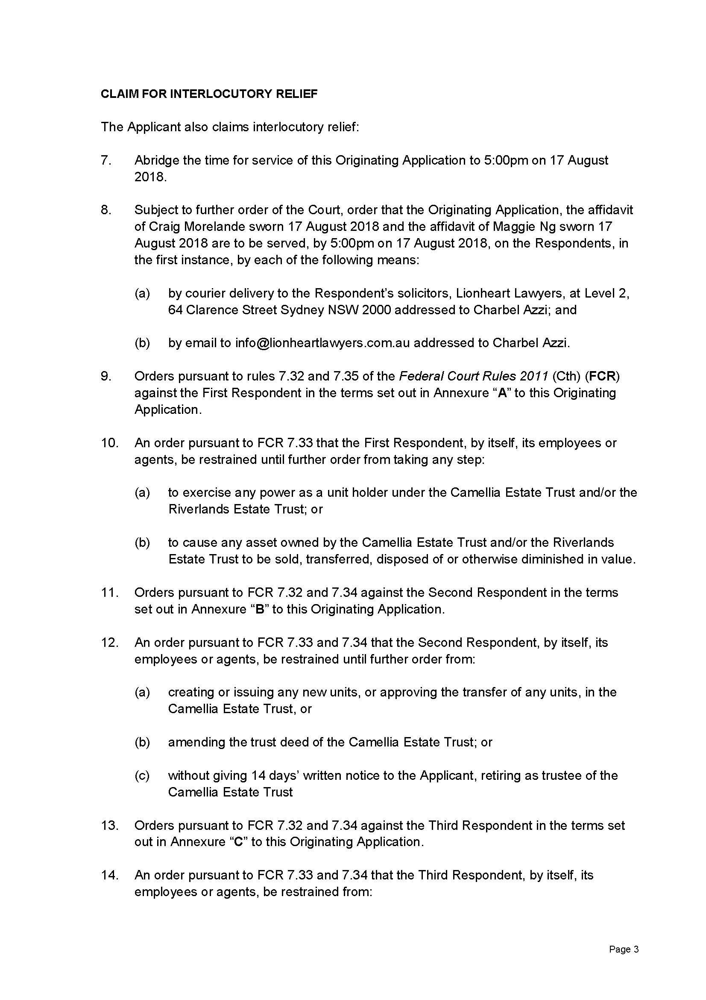 CLAIM FOR INTERLOCUTORY RELIEF
The Applicant also claims interlocutory relief:
7. Abridge the time for service of this Originating Application to 5:00pm on 17 August
2018.
8. Subject to further order of the Court, order that the Originating Application, the affidavit
of Craig Morelande sworn 17 August 2018 and the affidavit of Maggie Ng sworn 17
August 2018 are to be served, by 5:00pm on 17 August 2018, on the Respondents, in
the first instance, by each of the following means:
(a) by courier delivery to the Respondent’s solicitors, Lionheart Lawyers, at Level 2,
64 Clarence Street Sydney NSW 2000 addressed to Charbel Azzi; and
(b) by email to info@lionheartlawyers.com.au addressed to Charbel Azzi.
9. Orders pursuant to rules 7.32 and 7.35 of the Federal Court Rules 2011 (Cth) (FCR)
against the First Respondent in the terms set out in Annexure “A” to this Originating
Application.
10. An order pursuant to FCR 7.33 that the First Respondent, by itself, its employees or
agents, be restrained until further order from taking any step:
(a) to exercise any power as a unit holder under the Camellia Estate Trust and/or the
Riverlands Estate Trust; or
(b) to cause any asset owned by the Camellia Estate Trust and/or the Riverlands
Estate Trust to be sold, transferred, disposed of or otherwise diminished in value.
11. Orders pursuant to FCR 7.32 and 7.34 against the Second Respondent in the terms
set out in Annexure “B” to this Originating Application.
12. An order pursuant to FCR 7.33 and 7.34 that the Second Respondent, by itself, its
employees or agents, be restrained until further order from:
(a) creating or issuing any new units, or approving the transfer of any units, in the
Camellia Estate Trust, or
(b) amending the trust deed of the Camellia Estate Trust; or
(c) without giving 14 days’ written notice to the Applicant, retiring as trustee of the
Camellia Estate Trust
13. Orders pursuant to FCR 7.32 and 7.34 against the Third Respondent in the terms set
out in Annexure “C” to this Originating Application.
14. An order pursuant to FCR 7.33 and 7.34 that the Third Respondent, by itself, its
employees or agents, be restrained from:
Page 3